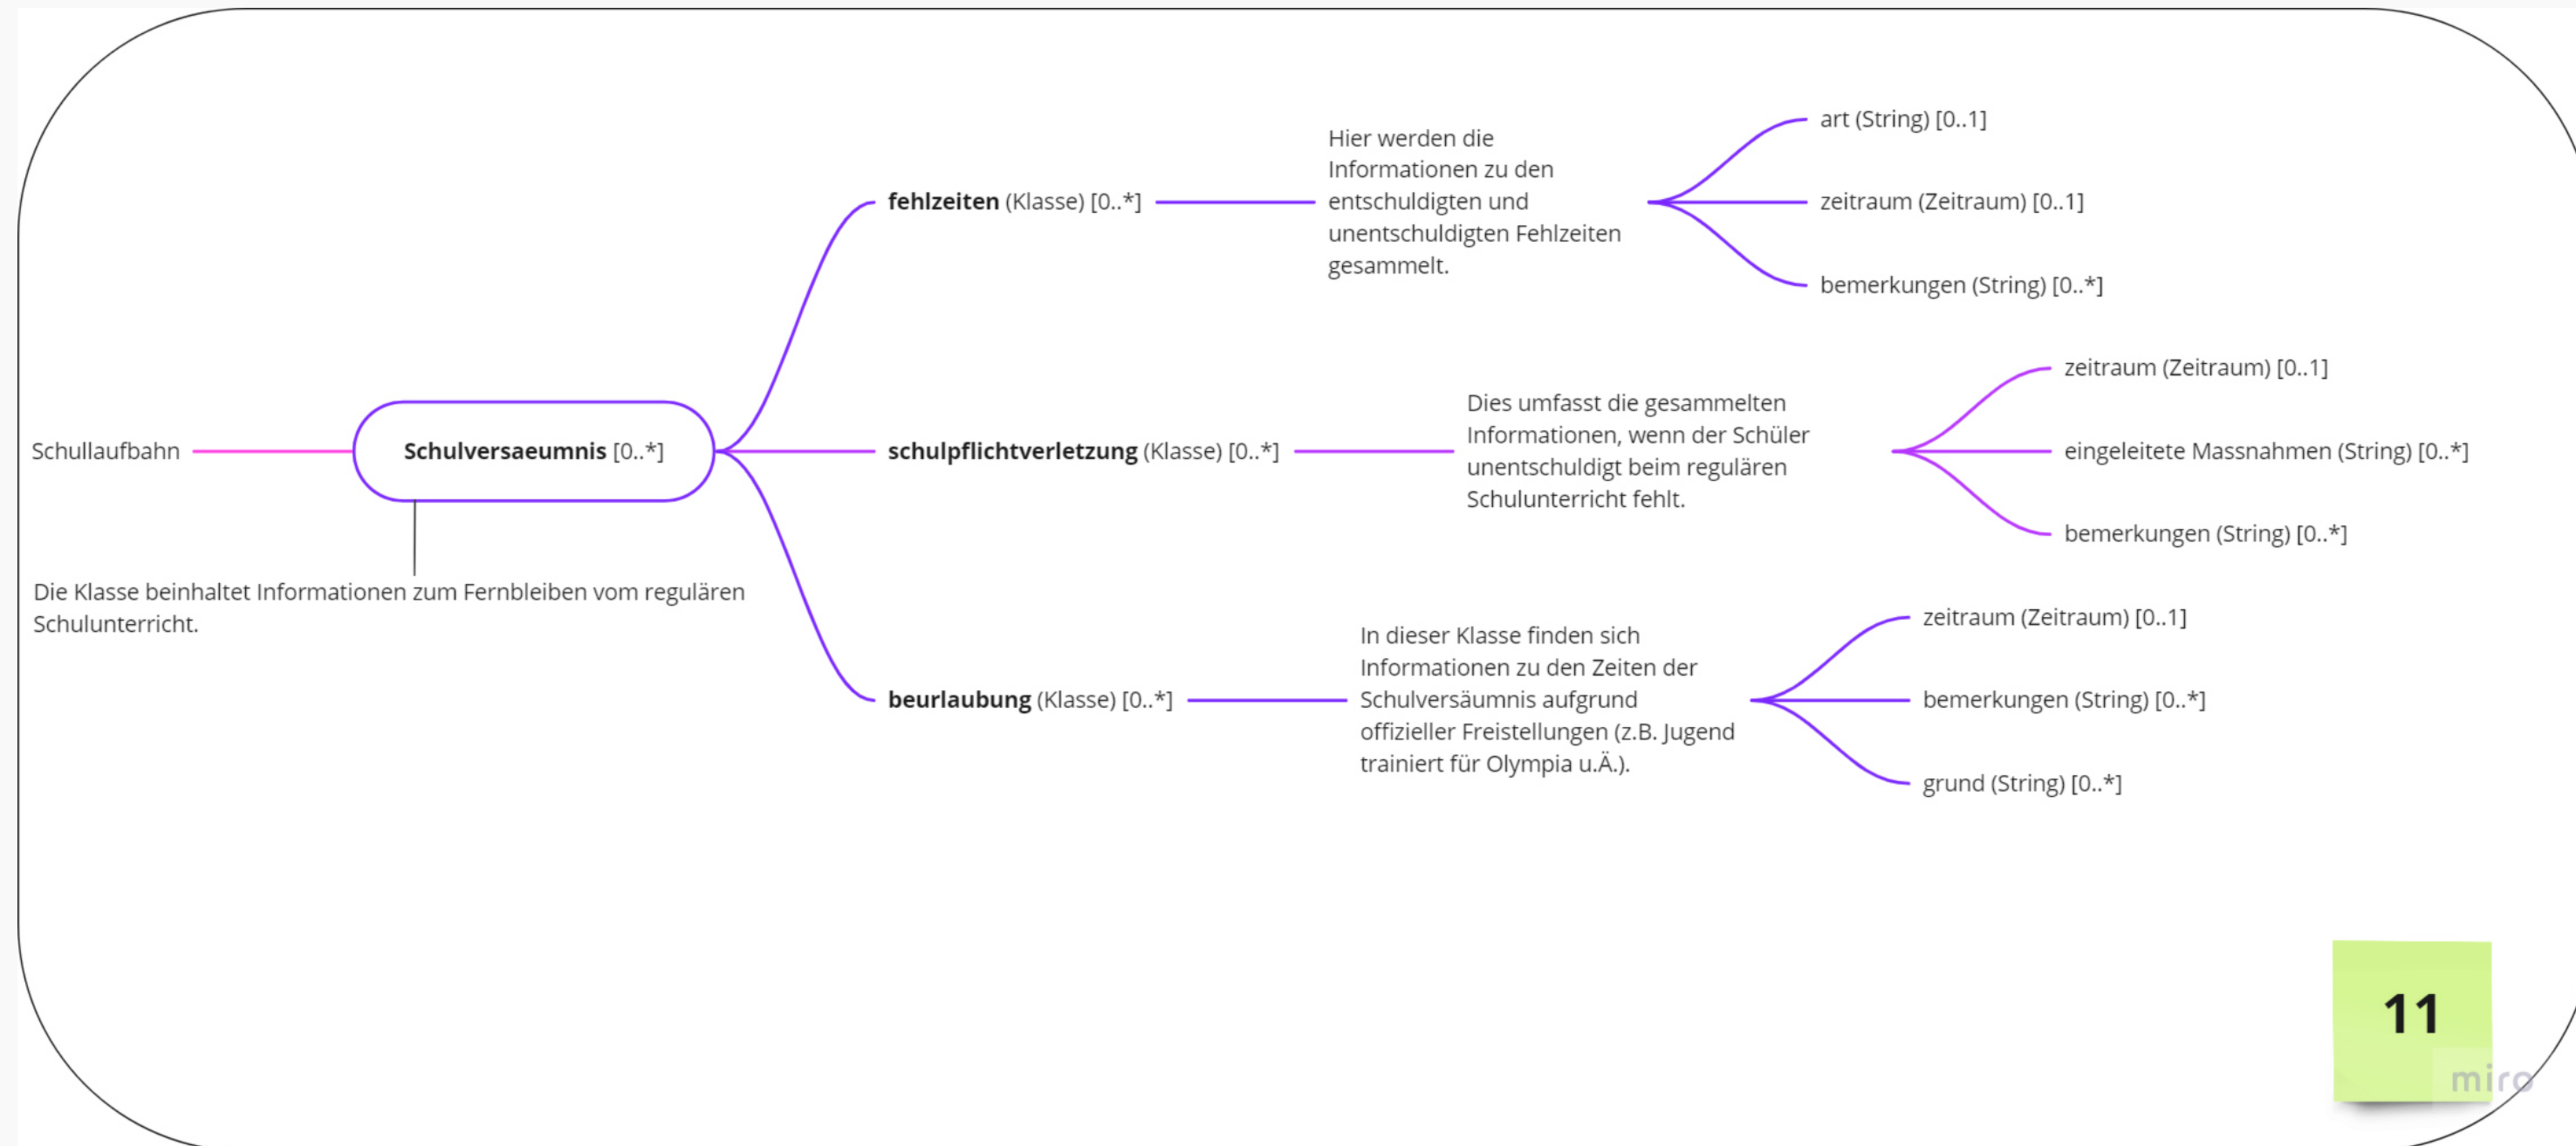 Schullaufbahn
Schulversaeumnis [0..*]
Die Klasse beinhaltet Informationen zum Fernbleiben vom regulären
Schulunterricht.
fehlzeiten (Klasse) [0..*]
Hier werden die
Informationen zu den
entschuldigten und
unentschuldigten Fehlzeiten
gesammelt.
art (String) [0..1]
zeitraum (Zeitraum) [0..1]
bemerkungen (String) [0..*]
schulpflichtverletzung (Klasse) [0..*]
Dies umfasst die gesammelten
Informationen, wenn der Schüler
unentschuldigt beim regulären
Schulunterricht fehlt.
zeitraum (Zeitraum) [0..1]
eingeleitete Massnahmen (String) [0..*]
bemerkungen (String) [0..*]
beurlaubung (Klasse) [0..*]
In dieser Klasse finden sich
Informationen zu den Zeiten der
Schulversäumnis aufgrund
offizieller Freistellungen (z.B. Jugend
trainiert für Olympia u.Ä.).
zeitraum (Zeitraum) [0..1]
bemerkungen (String) [0..*]
grund (String) [0..*]
11
miro